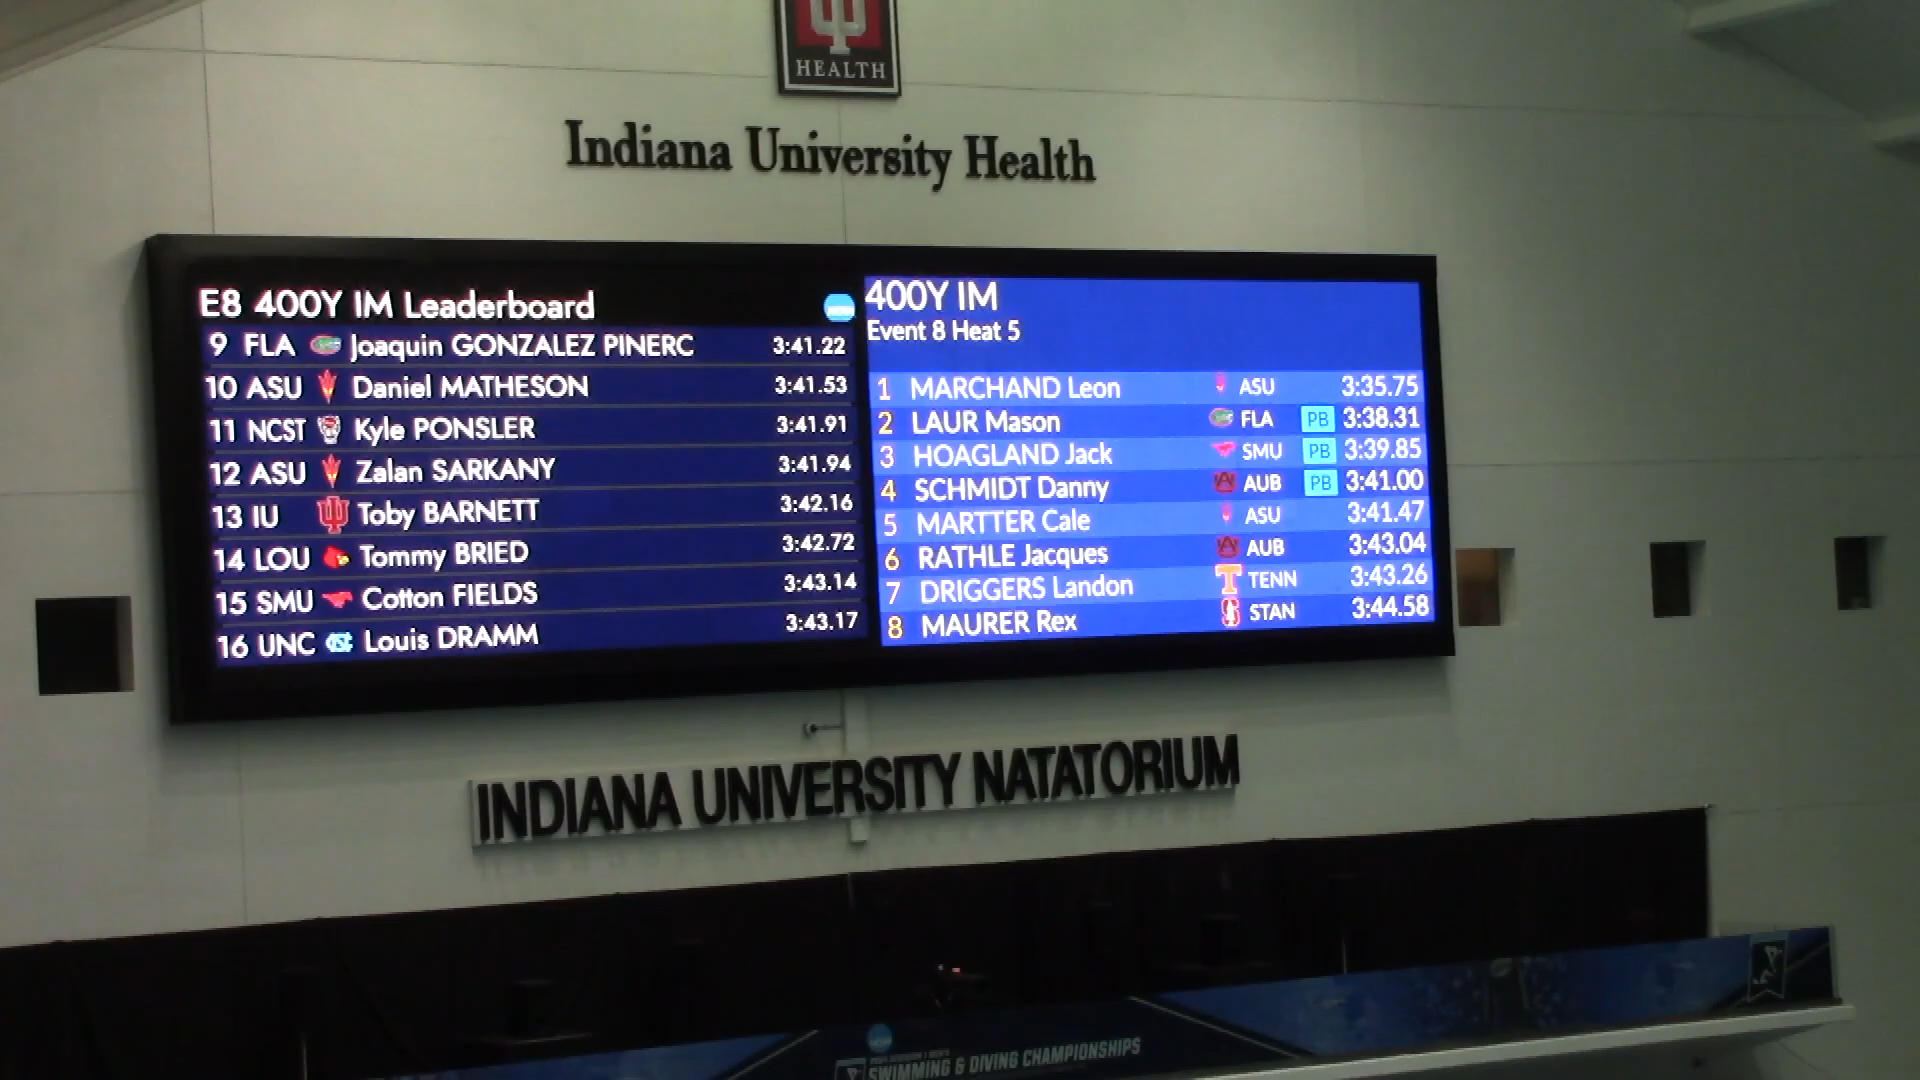 HEALTH
Indiana University Health
E8 400Y IM Leaderboard
9 FLA Joaquin GONZALEZ PINERC 3:41.22
10 ASU Daniel MATHESON 3:41.53
11 NCST Kyle PONSLER 3:41.91
12 ASU Zalan SARKANY 3:41.94
13 IU Toby BARNETT 3:42.16
14 LOU Tommy BRIED 3:42.72
15 SMU Cotton FIELDS 3:43.14
16 UNC Louis DRAMM 3:43.17
400Y IM
Event 8 Heat 5
1 MARCHAND Leon ASU 3:35.75
2 LAUR Mason FLA PB 3:38.31
3 HOAGLAND Jack SMU PB 3:39.85
4 SCHMIDT Danny AUB PB 3:41.00
5 MARTTER Cale ASU 3:41.47
6 RATHLE Jacques AUB 3:43.04
7 DRIGGERS Landon TENN 3:43.26
8 MAURER Rex STAN 3:44.58
INDIANA UNIVERSITY NATATORIUM
SWIMMING & DIVING CHAMPIONSHIPS